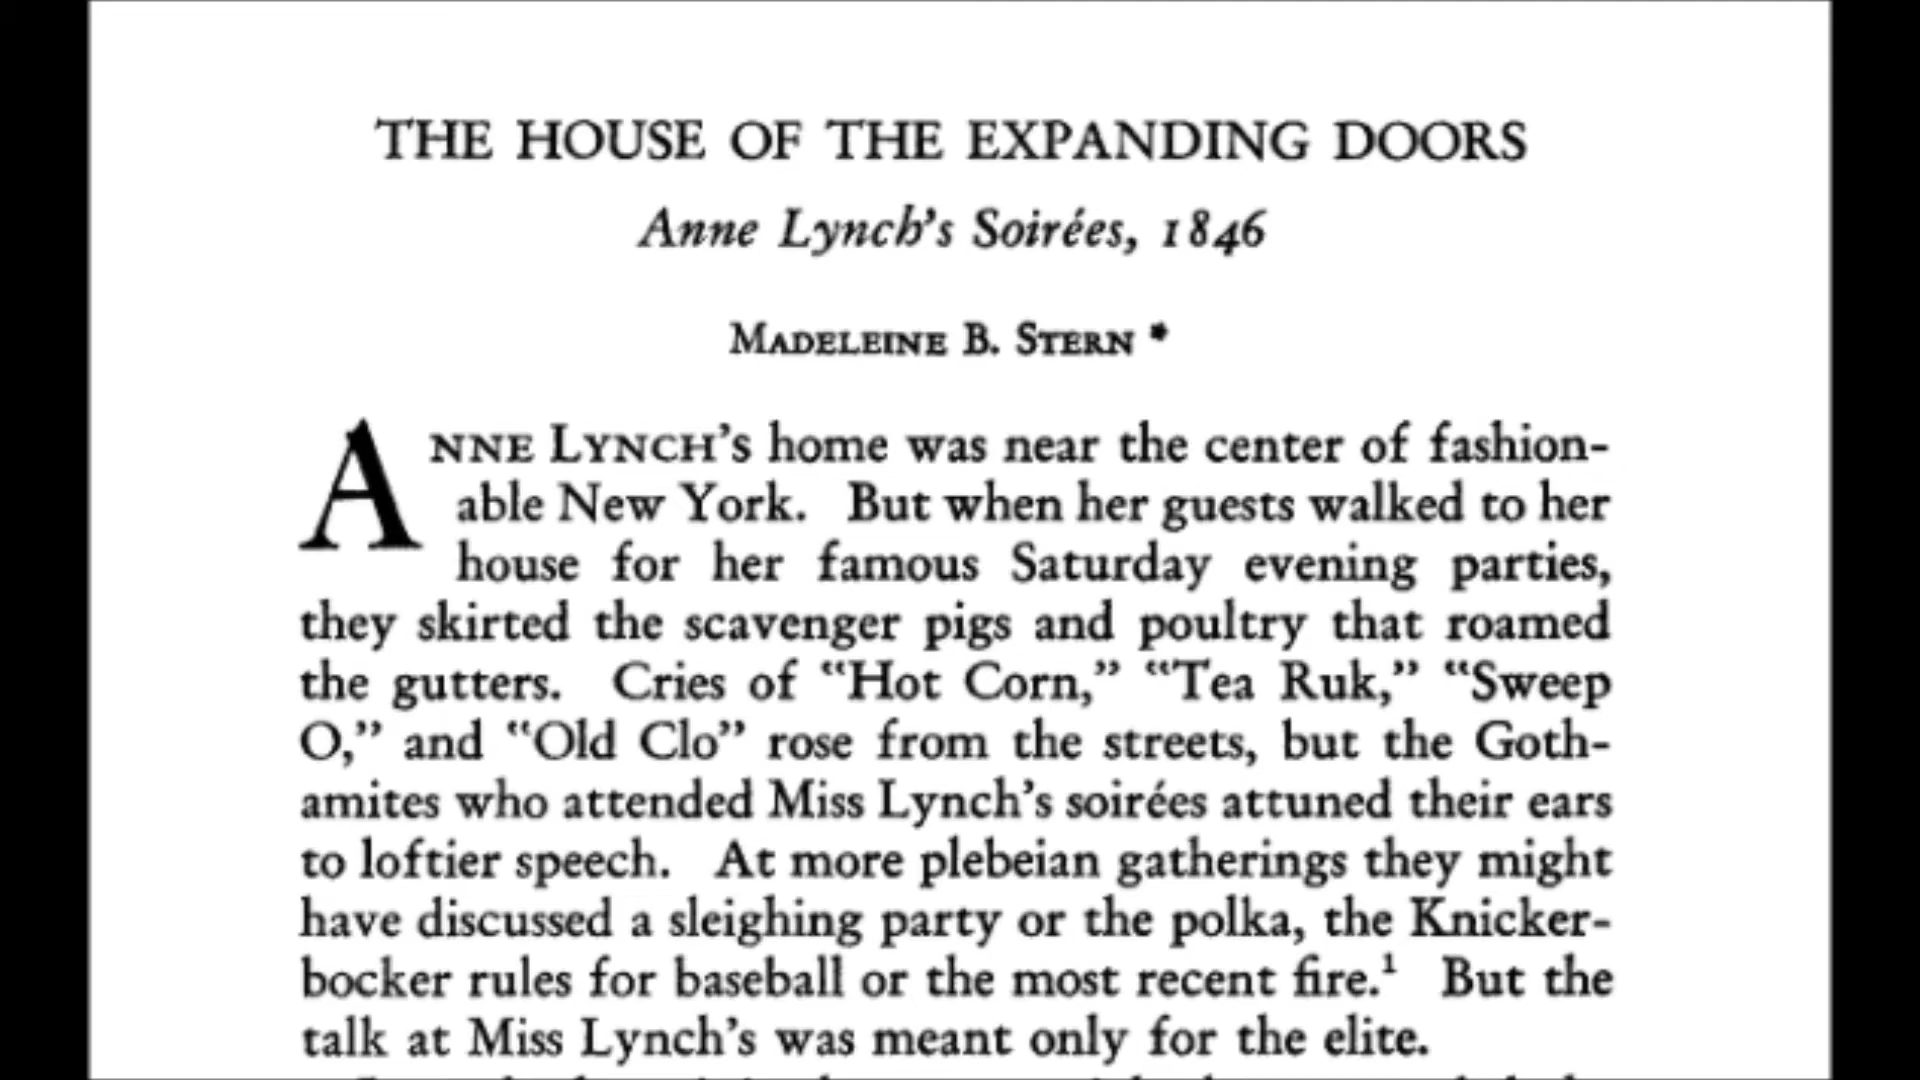 THE HOUSE OF THE EXPANDING DOORS
Anne Lynch's Soirées, 1846
MADELEINE B. STERN *
ANNE LYNCH's home was near the center of fashion-
able New York. But when her guests walked to her
house for her famous Saturday evening parties,
they skirted the scavenger pigs and poultry that roamed
the gutters. Cries of “Hot Corn,” “Tea Ruk,” “Sweep
O,” and “Old Clo” rose from the streets, but the Goth-
amites who attended Miss Lynch's soirées attuned their ears
to loftier speech. At more plebeian gatherings they might
have discussed a sleighing party or the polka, the Knicker-
bocker rules for baseball or the most recent fire.¹ But the
talk at Miss Lynch's was meant only for the elite.